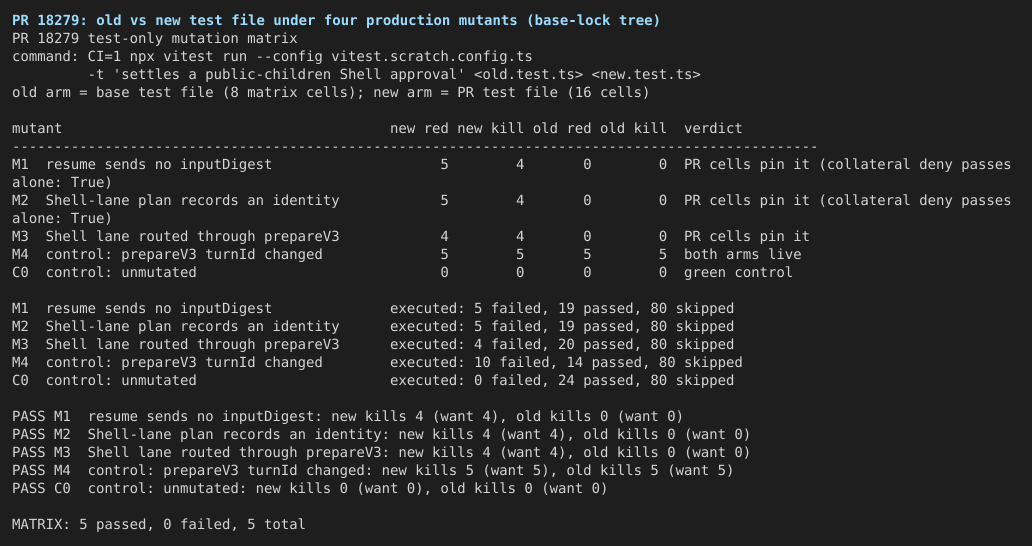 PR 18279: old vs new test file under four production mutants (base-lock tree)
PR 18279 test-only mutation matrix
command: CI=1 npx vitest run --config vitest.scratch.config.ts
         -t 'settles a public-children Shell approval' <old.test.ts> <new.test.ts>
old arm = base test file (8 matrix cells); new arm = PR test file (16 cells)

mutant                                       new red new kill old red old kill  verdict
------------------------------------------------------------------------------------------------
M1  resume sends no inputDigest                    5        4       0        0  PR cells pin it (collateral deny passes
alone: True)
M2  Shell-lane plan records an identity            5        4       0        0  PR cells pin it (collateral deny passes
alone: True)
M3  Shell lane routed through prepareV3            4        4       0        0  PR cells pin it
M4  control: prepareV3 turnId changed              5        5       5        5  both arms live
C0  control: unmutated                             0        0       0        0  green control

M1  resume sends no inputDigest              executed: 5 failed, 19 passed, 80 skipped
M2  Shell-lane plan records an identity      executed: 5 failed, 19 passed, 80 skipped
M3  Shell lane routed through prepareV3      executed: 4 failed, 20 passed, 80 skipped
M4  control: prepareV3 turnId changed        executed: 10 failed, 14 passed, 80 skipped
C0  control: unmutated                       executed: 0 failed, 24 passed, 80 skipped

PASS M1  resume sends no inputDigest: new kills 4 (want 4), old kills 0 (want 0)
PASS M2  Shell-lane plan records an identity: new kills 4 (want 4), old kills 0 (want 0)
PASS M3  Shell lane routed through prepareV3: new kills 4 (want 4), old kills 0 (want 0)
PASS M4  control: prepareV3 turnId changed: new kills 5 (want 5), old kills 5 (want 5)
PASS C0  control: unmutated: new kills 0 (want 0), old kills 0 (want 0)

MATRIX: 5 passed, 0 failed, 5 total